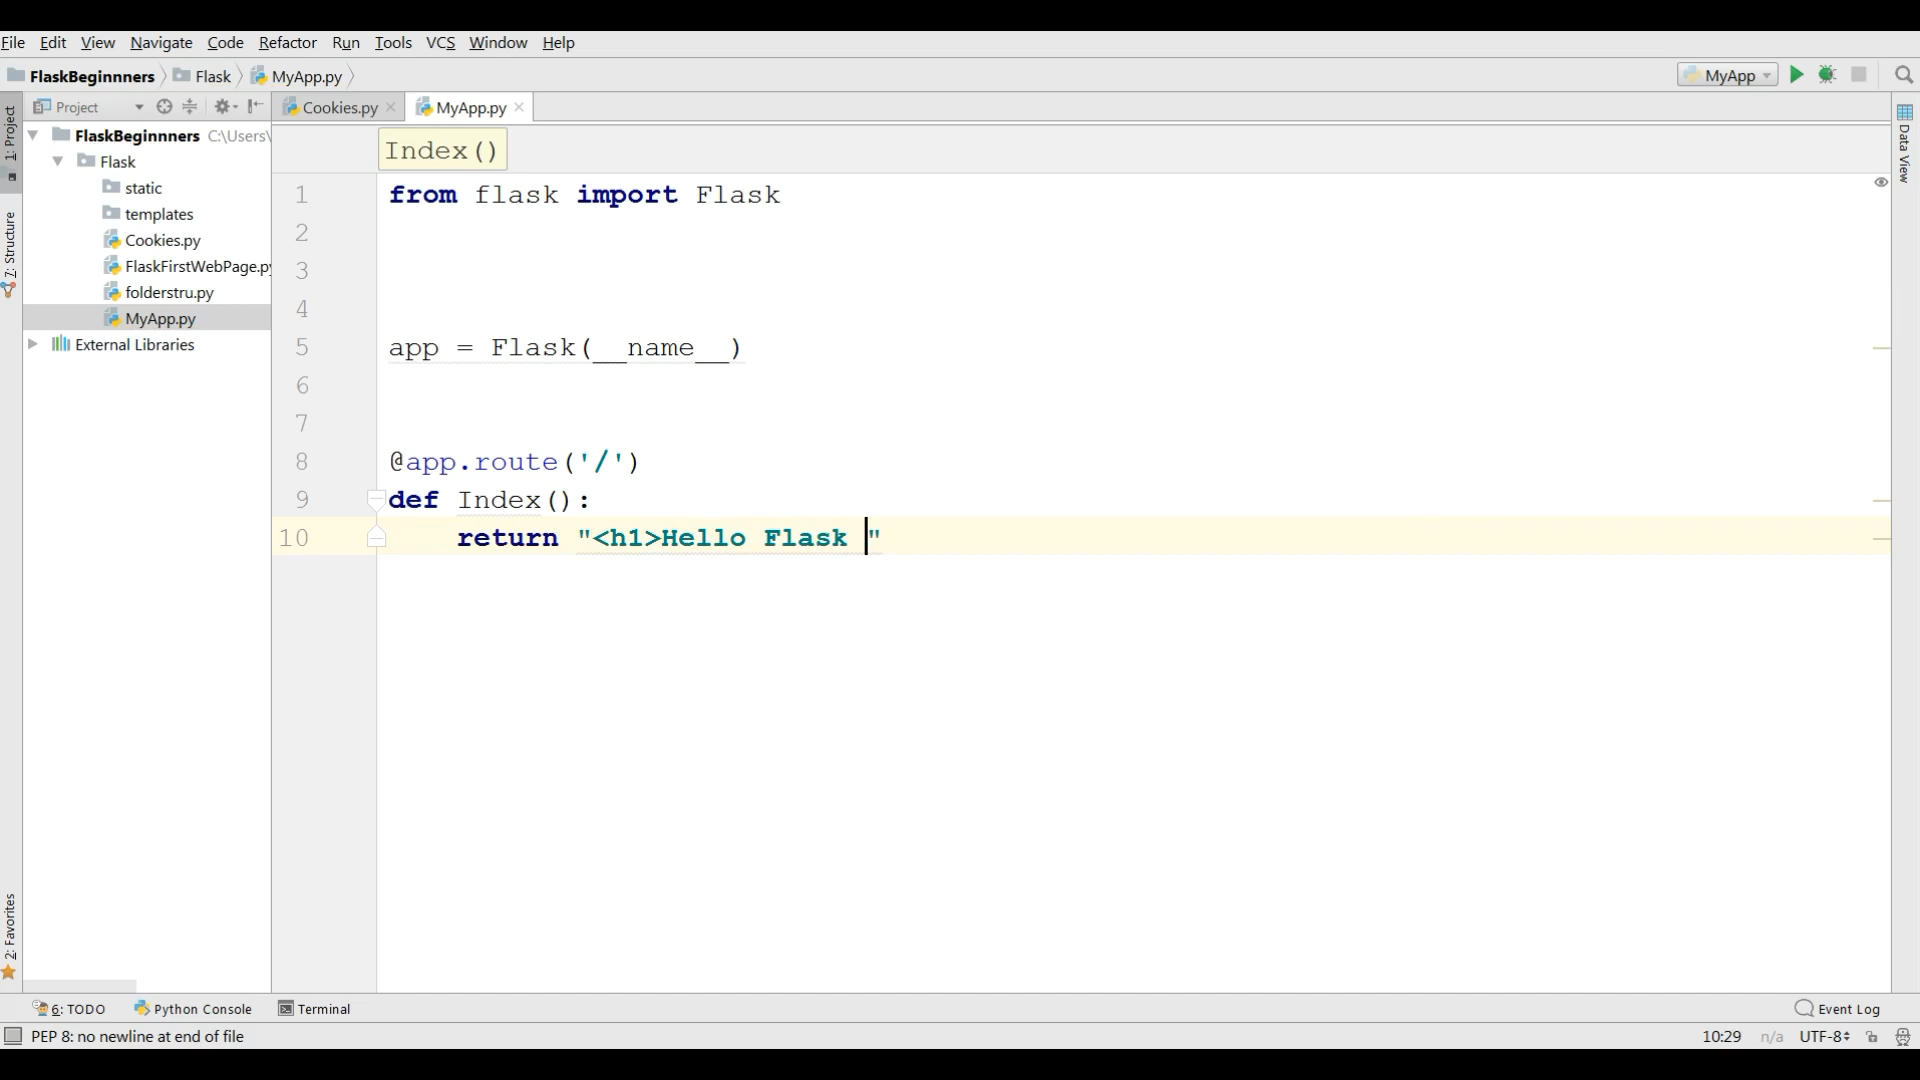 File Edit View Navigate Code Refactor Run Tools VCS Window Help
FlaskBeginnners Flask MyApp.py MyApp
Project Cookies.py MyApp.py
1: Project
7: Structure
2: Favorites
Data View
FlaskBeginnners C:\Users\
Flask
static
templates
Cookies.py
FlaskFirstWebPage.py
folderstru.py
MyApp.py
External Libraries
Index()
1 from flask import Flask
2
3
4
5 app = Flask(__name__)
6
7
8 @app.route('/')
9 def Index():
10 return "<h1>Hello Flask "
6: TODO Python Console Terminal Event Log
PEP 8: no newline at end of file 10:29 n/a UTF-8